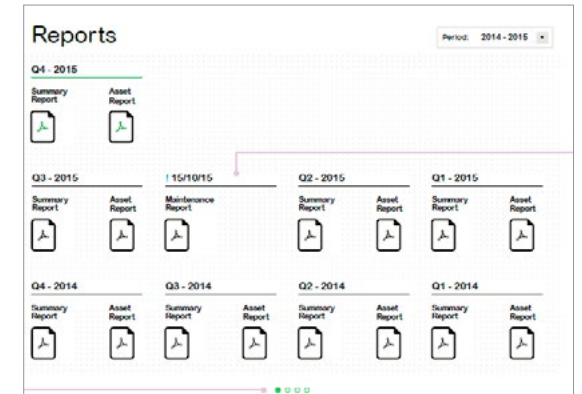 Reports
Period: 2014 - 2015
Q4 - 2015
Summary Report
Asset Report
Q3 - 2015
! 15/10/15
Q2 - 2015
Q1 - 2015
Summary Report
Asset Report
Maintenance Report
Summary Report
Asset Report
Summary Report
Asset Report
Q4 - 2014
Q3 - 2014
Q2 - 2014
Q1 - 2014
Summary Report
Asset Report
Summary Report
Asset Report
Summary Report
Asset Report
Summary Report
Asset Report